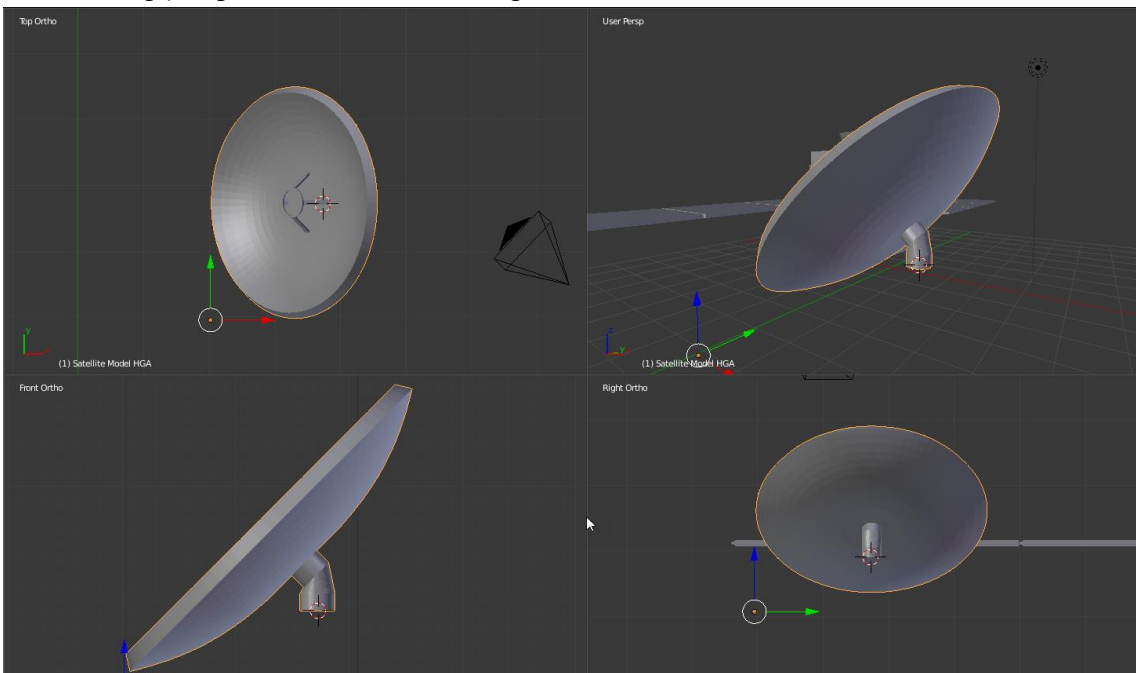 Top Ortho
User Persp
y
z
y
(1) Satellite Model HGA
(1) Satellite Model HGA
Front Ortho
Right Ortho